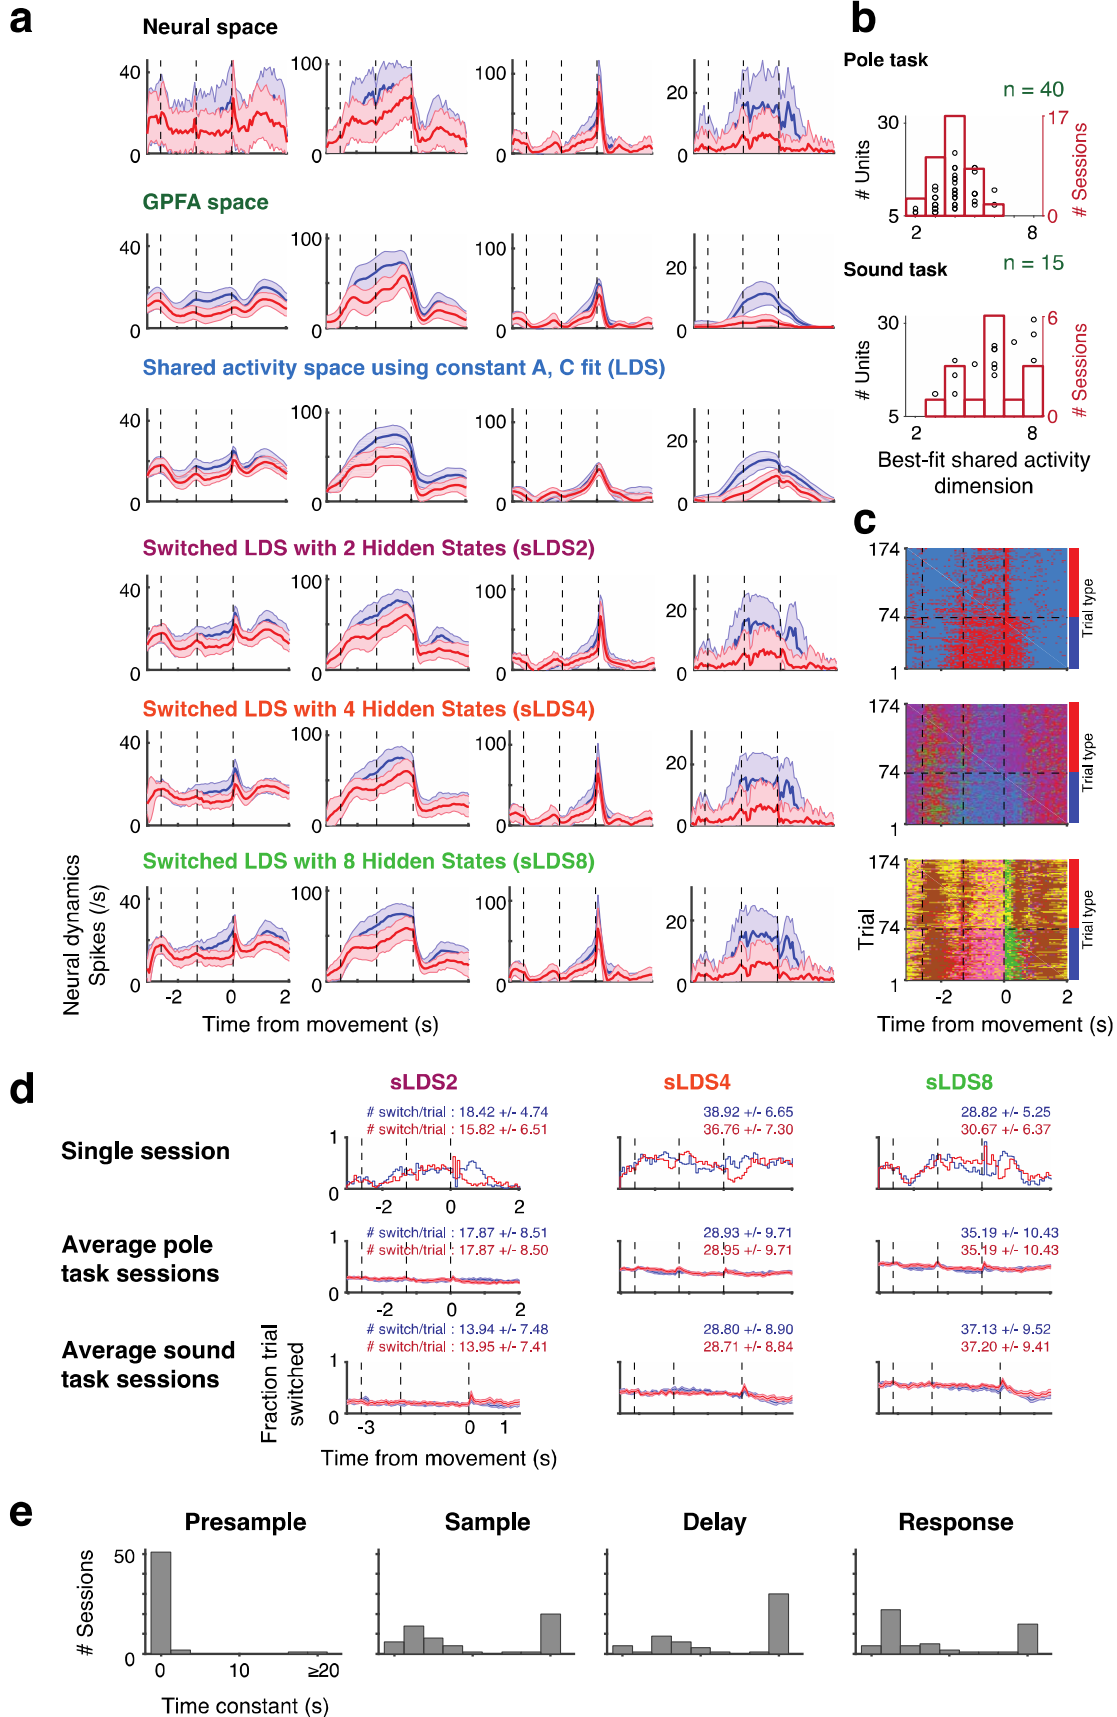 a
Neural space
40
0
100
0
100
0
20
0
GPFA space
40
0
100
0
100
0
20
0
Shared activity space using constant A, C fit (LDS)
40
0
100
0
100
0
20
0
Switched LDS with 2 Hidden States (sLDS2)
40
0
100
0
100
0
20
0
Switched LDS with 4 Hidden States (sLDS4)
40
0
100
0
100
0
20
0
Switched LDS with 8 Hidden States (sLDS8)
40
0
100
0
100
0
20
0
Neural dynamics
Spikes (/s)
-2 0 2
Time from movement (s)
b
Pole task
n = 40
30
5
# Units
17
0
# Sessions
2 8
Sound task
n = 15
30
5
# Units
6
0
# Sessions
2 8
Best-fit shared activity
dimension
c
174
74
1
Trial type
174
74
1
Trial type
174
74
1
Trial
Trial type
-2 0 2
Time from movement (s)
d
sLDS2 sLDS4 sLDS8
Single session
# switch/trial : 18.42 +/- 4.74
# switch/trial : 15.82 +/- 6.51
38.92 +/- 6.65
36.76 +/- 7.30
28.82 +/- 5.25
30.67 +/- 6.37
1
0
-2 0 2
Average pole
task sessions
# switch/trial : 17.87 +/- 8.51
# switch/trial : 17.87 +/- 8.50
28.93 +/- 9.71
28.95 +/- 9.71
35.19 +/- 10.43
35.19 +/- 10.43
1
0
-2 0 2
Average sound
task sessions
# switch/trial : 13.94 +/- 7.48
# switch/trial : 13.95 +/- 7.41
28.80 +/- 8.90
28.71 +/- 8.84
37.13 +/- 9.52
37.20 +/- 9.41
Fraction trial
switched
1
0
-3 0 1
Time from movement (s)
e
Presample Sample Delay Response
50
0
# Sessions
0 10 ≥20
Time constant (s)